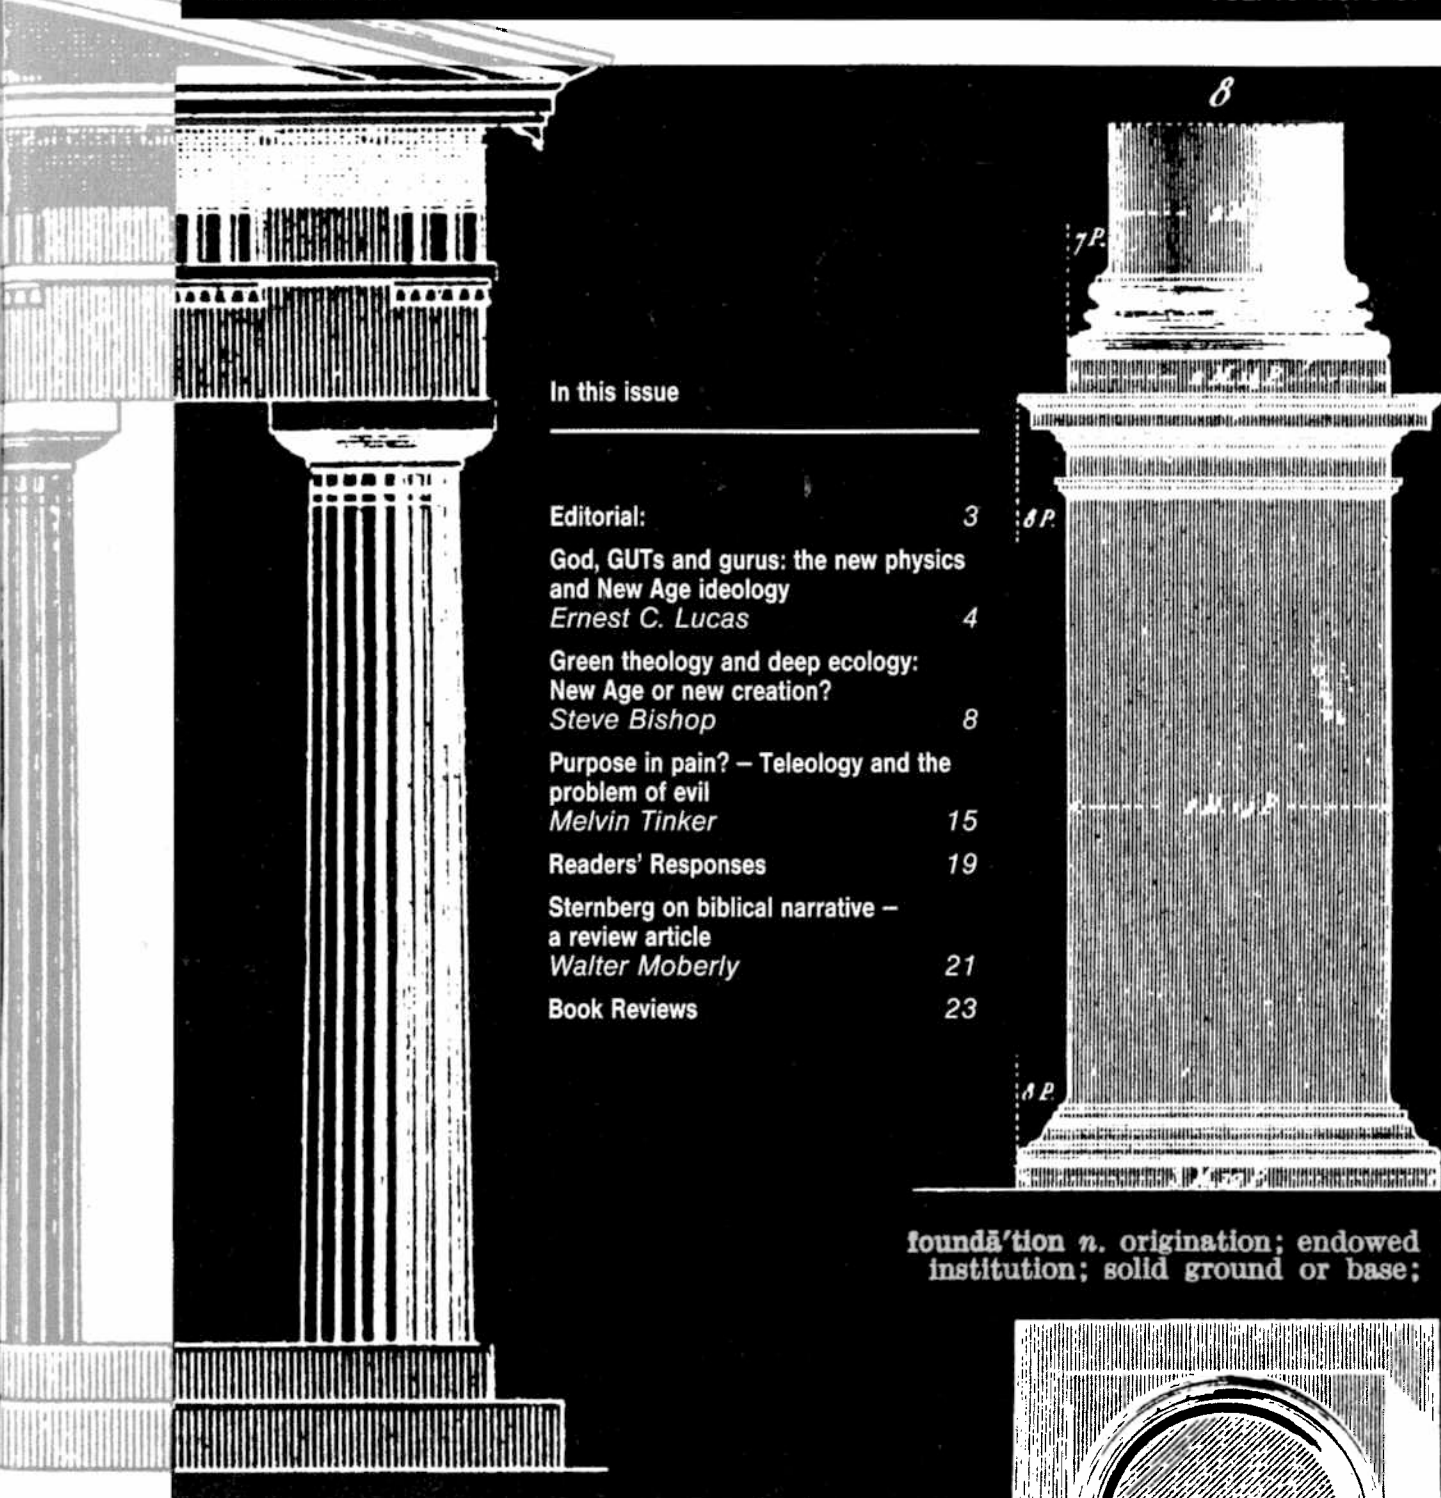 8
7 P.
In this issue
Editorial: 3
8 P.
God, GUTs and gurus: the new physics
and New Age ideology
Ernest C. Lucas 4
Green theology and deep ecology:
New Age or new creation?
Steve Bishop 8
Purpose in pain? – Teleology and the
problem of evil
Melvin Tinker 15
Readers' Responses 19
Sternberg on biblical narrative –
a review article
Walter Moberly 21
Book Reviews 23
8 P.
foundā′tion n. origination; endowed
institution; solid ground or base;